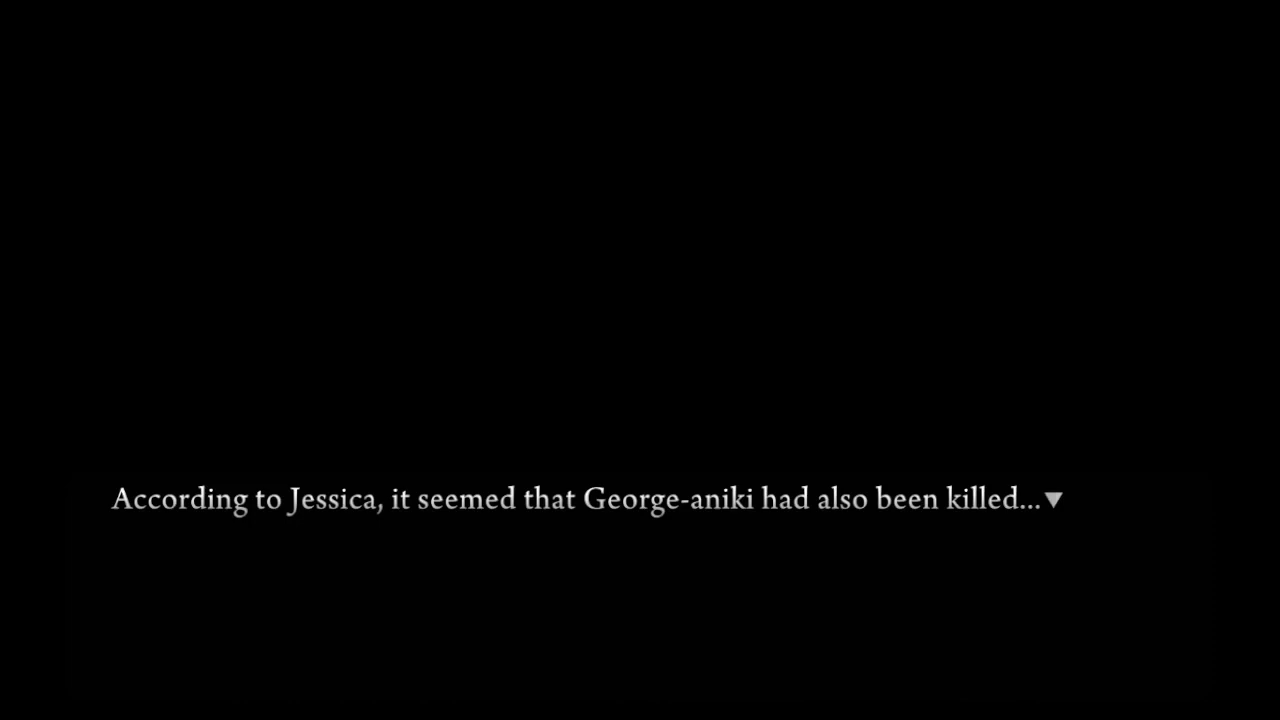 According to Jessica, it seemed that George-aniki had also been killed...▼